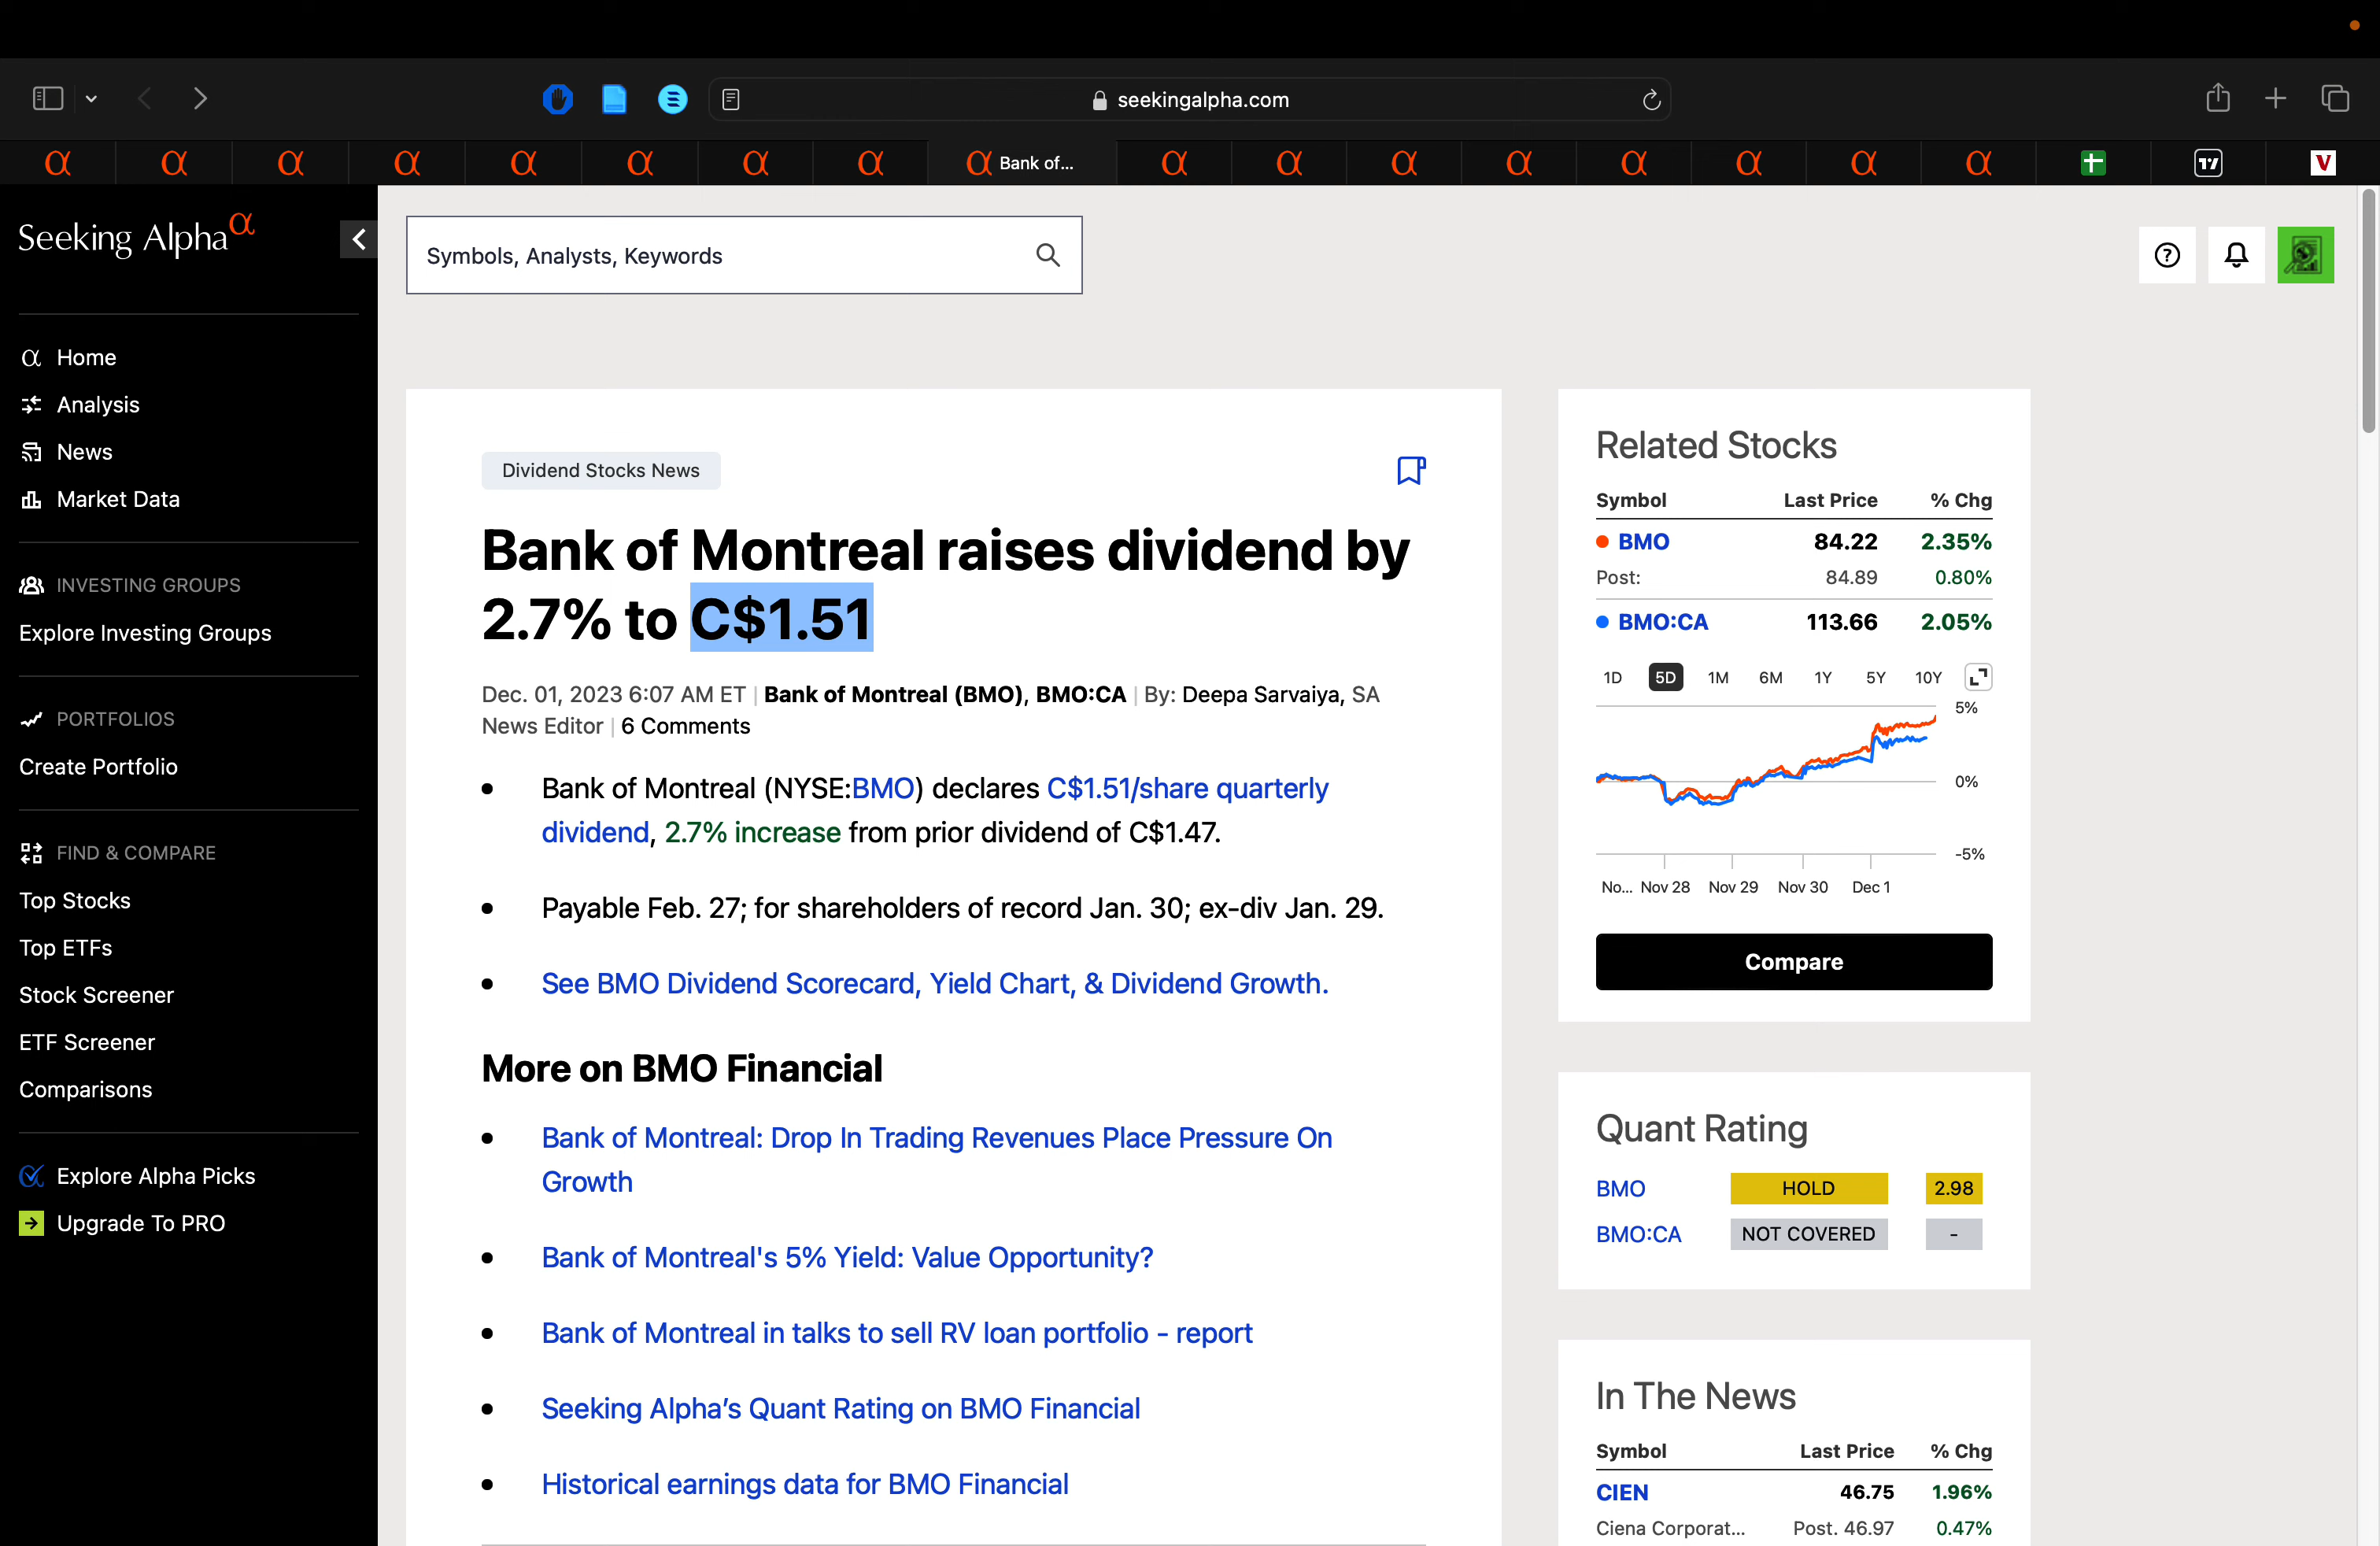 seekingalpha.com
Bank of...
Seeking Alphaα
Symbols, Analysts, Keywords
Home
Analysis
News
Market Data
INVESTING GROUPS
Explore Investing Groups
PORTFOLIOS
Create Portfolio
FIND & COMPARE
Top Stocks
Top ETFs
Stock Screener
ETF Screener
Comparisons
Explore Alpha Picks
Upgrade To PRO
Dividend Stocks News
Bank of Montreal raises dividend by
2.7% to C$1.51
Dec. 01, 2023 6:07 AM ET | Bank of Montreal (BMO), BMO:CA | By: Deepa Sarvaiya, SA
News Editor | 6 Comments
• Bank of Montreal (NYSE:BMO) declares C$1.51/share quarterly
dividend, 2.7% increase from prior dividend of C$1.47.
• Payable Feb. 27; for shareholders of record Jan. 30; ex-div Jan. 29.
• See BMO Dividend Scorecard, Yield Chart, & Dividend Growth.
More on BMO Financial
• Bank of Montreal: Drop In Trading Revenues Place Pressure On
Growth
• Bank of Montreal's 5% Yield: Value Opportunity?
• Bank of Montreal in talks to sell RV loan portfolio - report
• Seeking Alpha’s Quant Rating on BMO Financial
• Historical earnings data for BMO Financial
Related Stocks
Symbol Last Price % Chg
BMO 84.22 2.35%
Post: 84.89 0.80%
BMO:CA 113.66 2.05%
1D 5D 1M 6M 1Y 5Y 10Y
5%
0%
-5%
No... Nov 28 Nov 29 Nov 30 Dec 1
Compare
Quant Rating
BMO HOLD 2.98
BMO:CA NOT COVERED -
In The News
Symbol Last Price % Chg
CIEN 46.75 1.96%
Ciena Corporat... Post. 46.97 0.47%